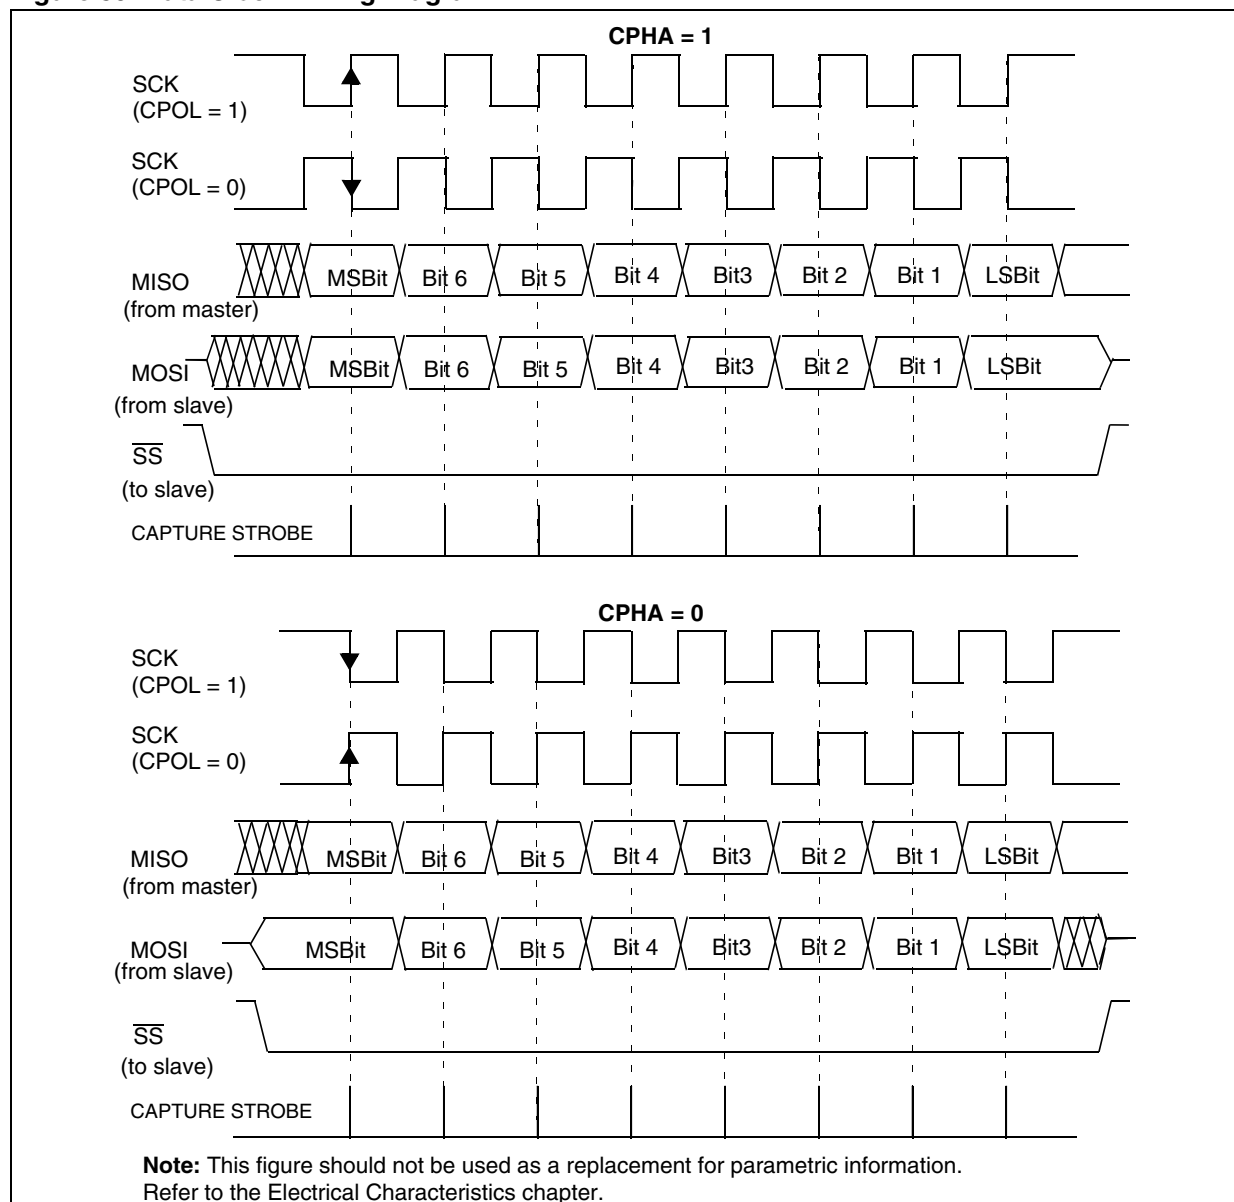 CPHA = 1
SCK
(CPOL = 1)
SCK
(CPOL = 0)
MISO
(from master)
MSBit Bit 6 Bit 5 Bit 4 Bit3 Bit 2 Bit 1 LSBit
MOSI
(from slave)
MSBit Bit 6 Bit 5 Bit 4 Bit3 Bit 2 Bit 1 LSBit
SS
(to slave)
CAPTURE STROBE
CPHA = 0
SCK
(CPOL = 1)
SCK
(CPOL = 0)
MISO
(from master)
MSBit Bit 6 Bit 5 Bit 4 Bit3 Bit 2 Bit 1 LSBit
MOSI
(from slave)
MSBit Bit 6 Bit 5 Bit 4 Bit3 Bit 2 Bit 1 LSBit
SS
(to slave)
CAPTURE STROBE
Note: This figure should not be used as a replacement for parametric information.
Refer to the Electrical Characteristics chapter.